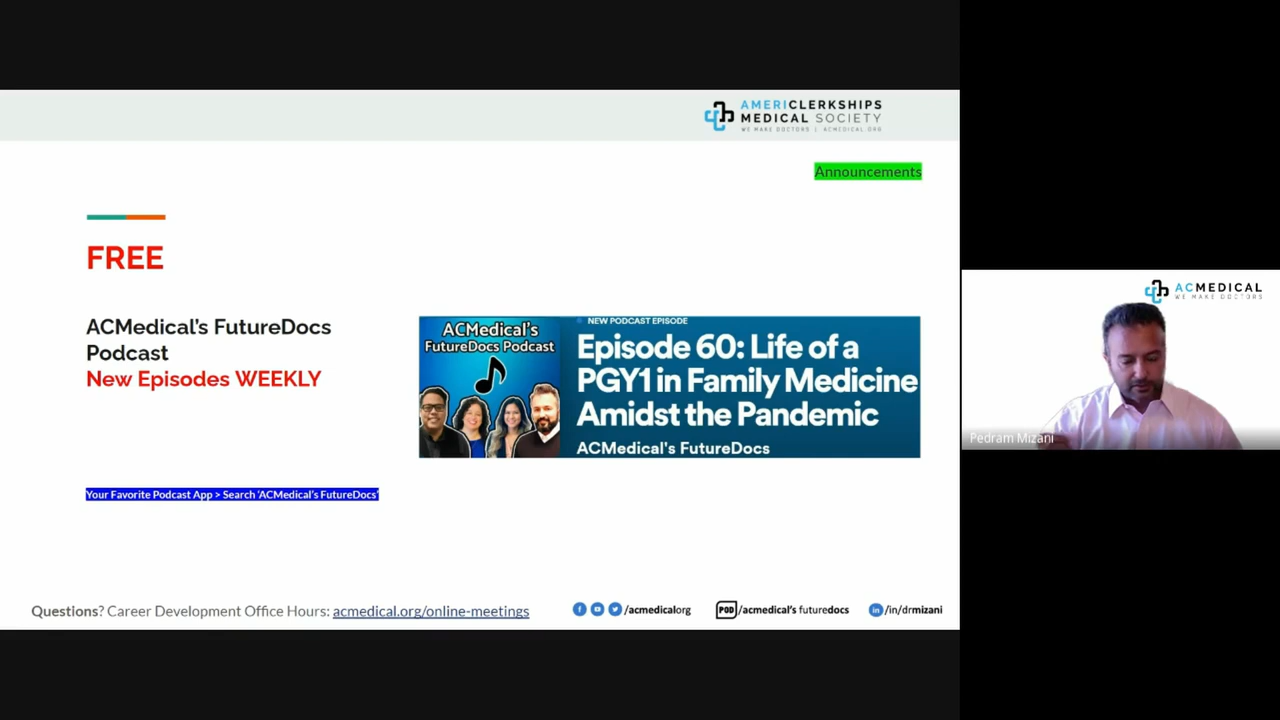 AMERICLERKSHIPS
MEDICAL SOCIETY
WE MAKE DOCTORS | ACMEDICAL.ORG
Announcements
FREE
ACMedical's FutureDocs
Podcast
New Episodes WEEKLY
ACMedical's
FutureDocs Podcast
NEW PODCAST EPISODE
Episode 60: Life of a
PGY1 in Family Medicine
Amidst the Pandemic
ACMedical's FutureDocs
Your Favorite Podcast App > Search 'ACMedical's FutureDocs'
Questions? Career Development Office Hours: acmedical.org/online-meetings
/acmedicalorg
POD /acmedical's futuredocs
in /in/drmizani
ACMEDICAL
WE MAKE DOCTORS
Pedram Mizani